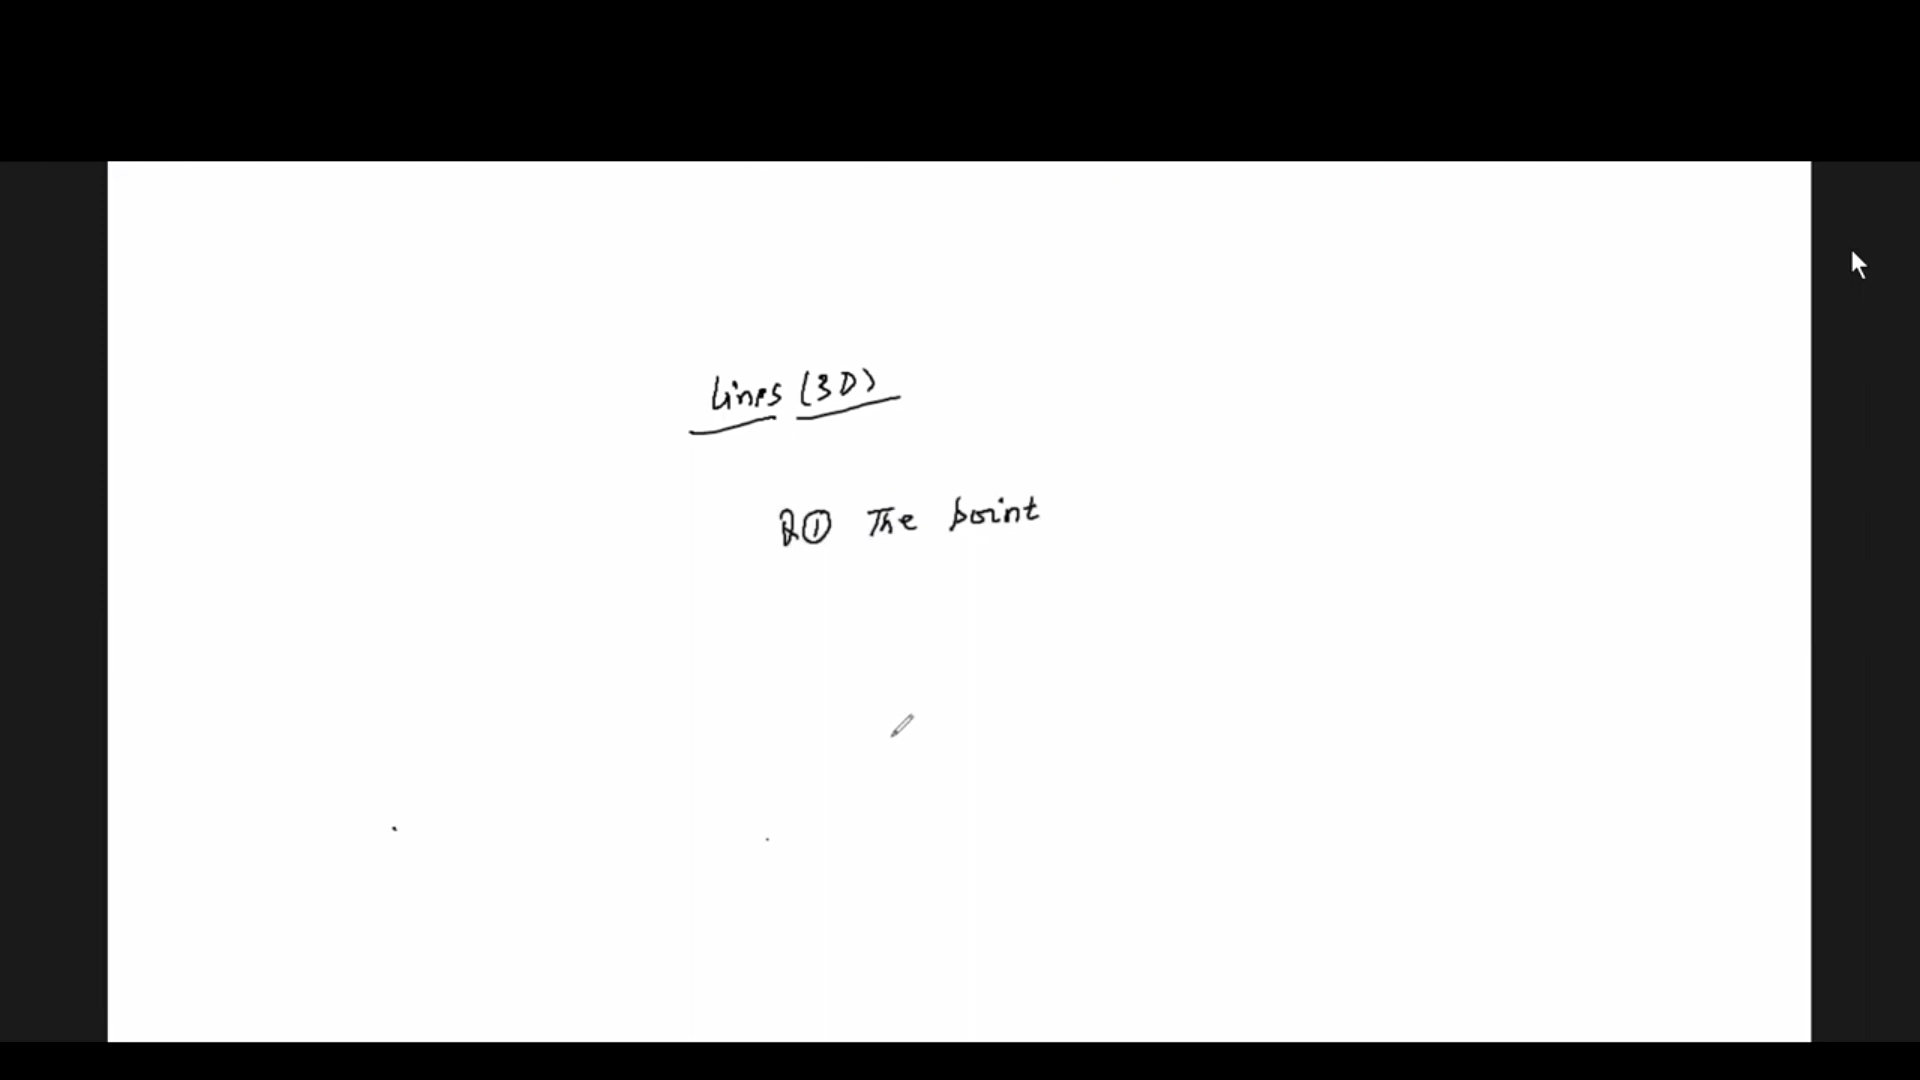 Lines (3D)
Q① The point